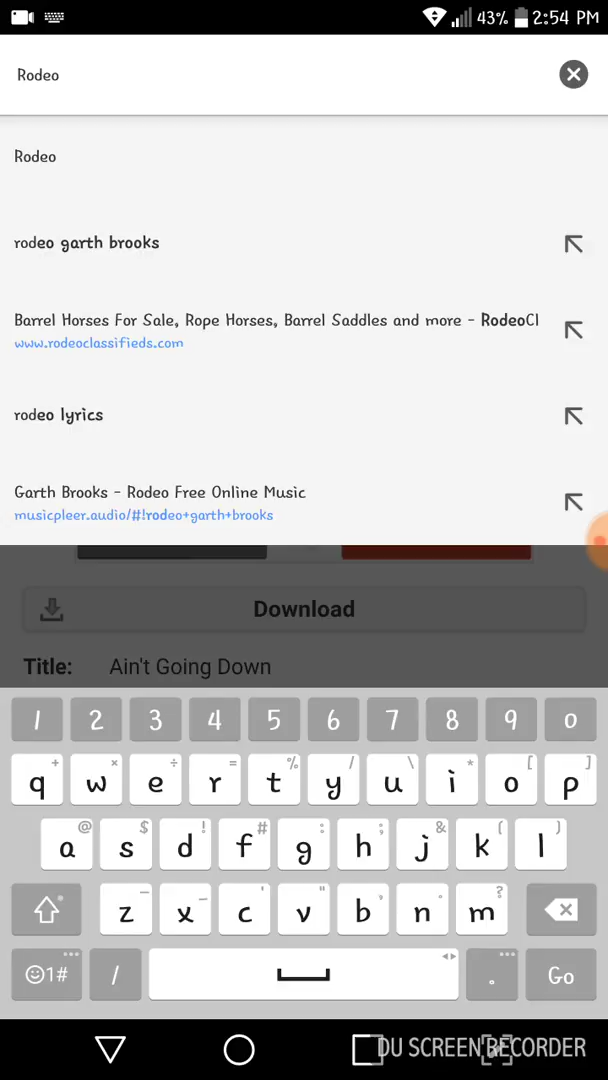 43% 2:54 PM
Rodeo
Rodeo
rodeo garth brooks
Barrel Horses For Sale, Rope Horses, Barrel Saddles and more - RodeoCl
www.rodeoclassifieds.com
rodeo lyrics
Garth Brooks - Rodeo Free Online Music
musicpleer.audio/#!rodeo+garth+brooks
Download
Title: Ain't Going Down
1 2 3 4 5 6 7 8 9 0
+ × ÷ = % / \ * [ ]
q w e r t y u i o p
@ $ ! # : ; & ( )
a s d f g h j k l
z x c v b n m ?
☺1# / . Go
DU SCREEN RECORDER